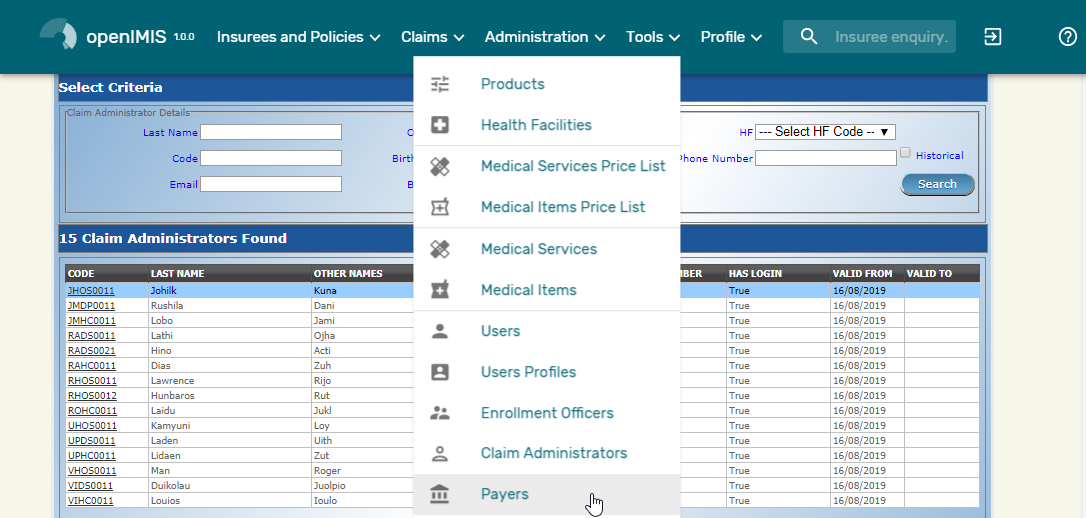 openIMIS 1.0.0 Insurees and Policies Claims Administration Tools Profile Insuree enquiry.
Select Criteria
Claim Administrator Details
Last Name
HF --- Select HF Code --
Code
Phone Number
Historical
Email
Search
15 Claim Administrators Found
CODE LAST NAME OTHER NAMES HAS LOGIN VALID FROM VALID TO
JHOS0011 Johilk Kuna True 16/08/2019
JMDP0011 Rushila Dani True 16/08/2019
JMHC0011 Lobo Jami True 16/08/2019
RADS0011 Lathi Ojha True 16/08/2019
RADS0021 Hino Acti True 16/08/2019
RAHC0011 Dias Zuh True 16/08/2019
RHOS0011 Lawrence Rijo True 16/08/2019
RHOS0012 Hunbaros Rut True 16/08/2019
ROHC0011 Laidu Jukl True 16/08/2019
UHOS0011 Kamyuni Loy True 16/08/2019
UPDS0011 Laden Uith True 16/08/2019
UPHC0011 Lidaen Zut True 16/08/2019
VHOS0011 Man Roger True 16/08/2019
VIDS0011 Duikolau Juolpio True 16/08/2019
VIHC0011 Louios Ioulo True 16/08/2019
Products
Health Facilities
Medical Services Price List
Medical Items Price List
Medical Services
Medical Items
Users
Users Profiles
Enrollment Officers
Claim Administrators
Payers